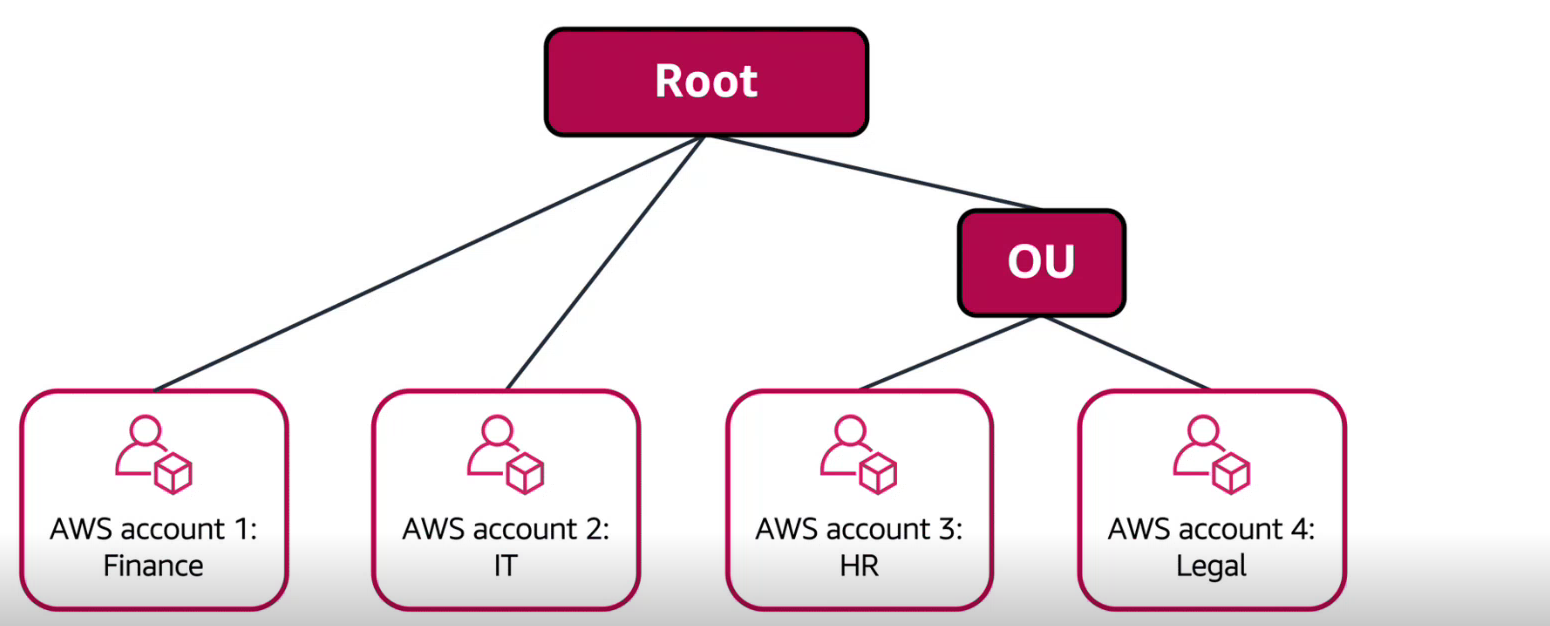 Root
OU
AWS account 1:
Finance
AWS account 2:
IT
AWS account 3:
HR
AWS account 4:
Legal